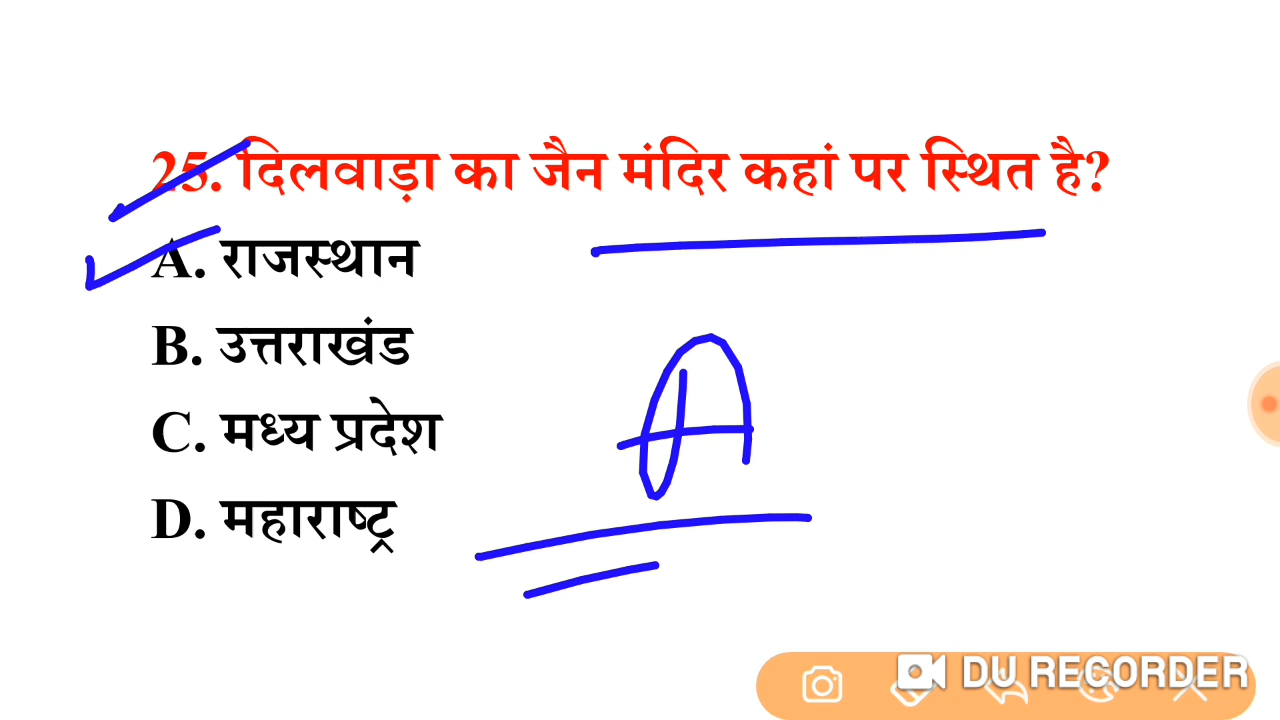 25. दिलवाड़ा का जैन मंदिर कहां पर स्थित है?
A. राजस्थान
B. उत्तराखंड
C. मध्य प्रदेश
D. महाराष्ट्र
A
DU RECORDER